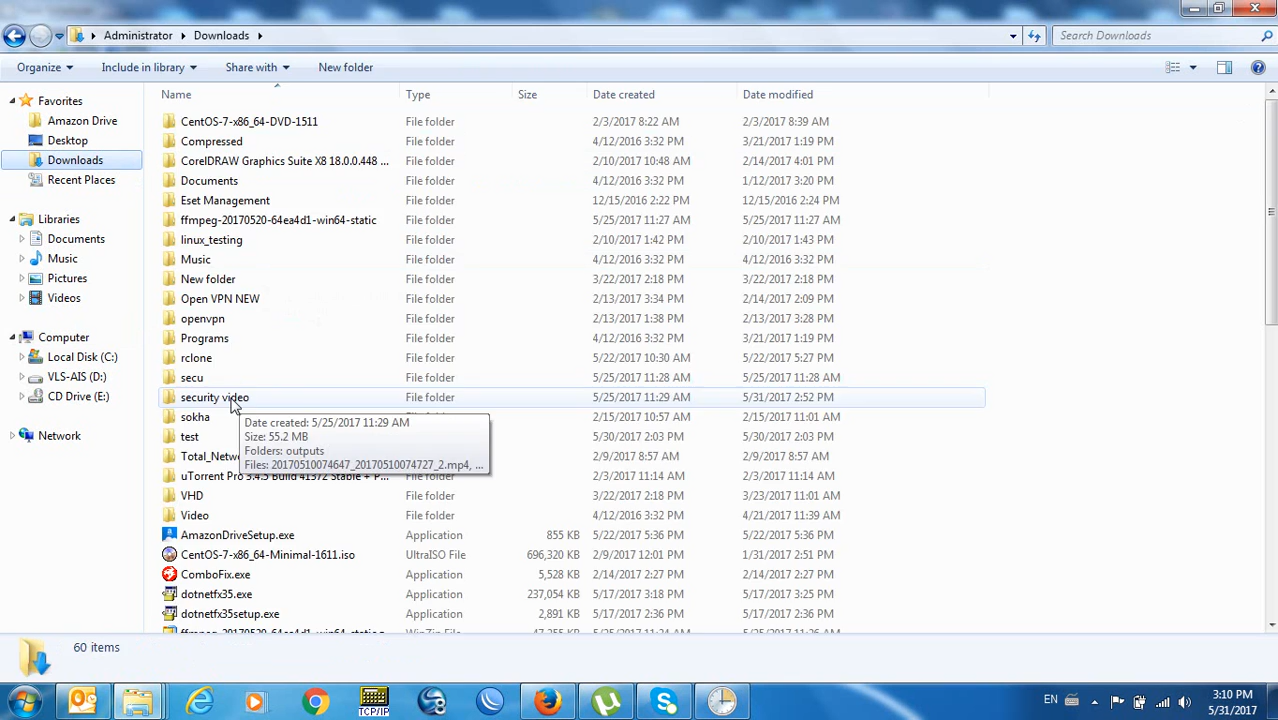 Administrator Downloads Search Downloads
Organize Include in library Share with New folder
Name Type Size Date created Date modified
Favorites
Amazon Drive
Desktop
Downloads
Recent Places
Libraries
Documents
Music
Pictures
Videos
Computer
Local Disk (C:)
VLS-AIS (D:)
CD Drive (E:)
Network
CentOS-7-x86_64-DVD-1511 File folder 2/3/2017 8:22 AM 2/3/2017 8:39 AM
Compressed File folder 4/12/2016 3:32 PM 3/21/2017 1:19 PM
CorelDRAW Graphics Suite X8 18.0.0.448 ... File folder 2/10/2017 10:48 AM 2/14/2017 4:01 PM
Documents File folder 4/12/2016 3:32 PM 1/12/2017 3:20 PM
Eset Management File folder 12/15/2016 2:22 PM 12/15/2016 2:24 PM
ffmpeg-20170520-64ea4d1-win64-static File folder 5/25/2017 11:27 AM 5/25/2017 11:27 AM
linux_testing File folder 2/10/2017 1:42 PM 2/10/2017 1:43 PM
Music File folder 4/12/2016 3:32 PM 4/12/2016 3:32 PM
New folder File folder 3/22/2017 2:18 PM 3/22/2017 2:18 PM
Open VPN NEW File folder 2/13/2017 3:34 PM 2/14/2017 2:09 PM
openvpn File folder 2/13/2017 1:38 PM 2/13/2017 3:28 PM
Programs File folder 4/12/2016 3:32 PM 3/21/2017 1:19 PM
rclone File folder 5/22/2017 10:30 AM 5/22/2017 5:27 PM
secu File folder 5/25/2017 11:28 AM 5/25/2017 11:28 AM
security video File folder 5/25/2017 11:29 AM 5/31/2017 2:52 PM
sokha File folder 2/15/2017 10:57 AM 2/15/2017 11:01 AM
test File folder 5/30/2017 2:03 PM 5/30/2017 2:03 PM
Total_Netw File folder 2/9/2017 8:57 AM 2/9/2017 8:57 AM
uTorrent Pro 3.4.5 Build 41372 Stable + P... File folder 2/3/2017 11:14 AM 2/3/2017 11:14 AM
VHD File folder 3/22/2017 2:18 PM 3/23/2017 11:01 AM
Video File folder 4/12/2016 3:32 PM 4/21/2017 11:39 AM
AmazonDriveSetup.exe Application 855 KB 5/22/2017 5:36 PM 5/22/2017 5:36 PM
CentOS-7-x86_64-Minimal-1611.iso UltraISO File 696,320 KB 2/9/2017 12:01 PM 1/31/2017 2:51 PM
ComboFix.exe Application 5,528 KB 2/14/2017 2:27 PM 2/14/2017 2:27 PM
dotnetfx35.exe Application 237,054 KB 5/17/2017 3:18 PM 5/17/2017 3:25 PM
dotnetfx35setup.exe Application 2,891 KB 5/17/2017 2:36 PM 5/17/2017 2:36 PM
Date created: 5/25/2017 11:29 AM
Size: 55.2 MB
Folders: outputs
Files: 20170510074647_20170510074727_2.mp4, ...
60 items
TCP/IP
EN
3:10 PM
5/31/2017